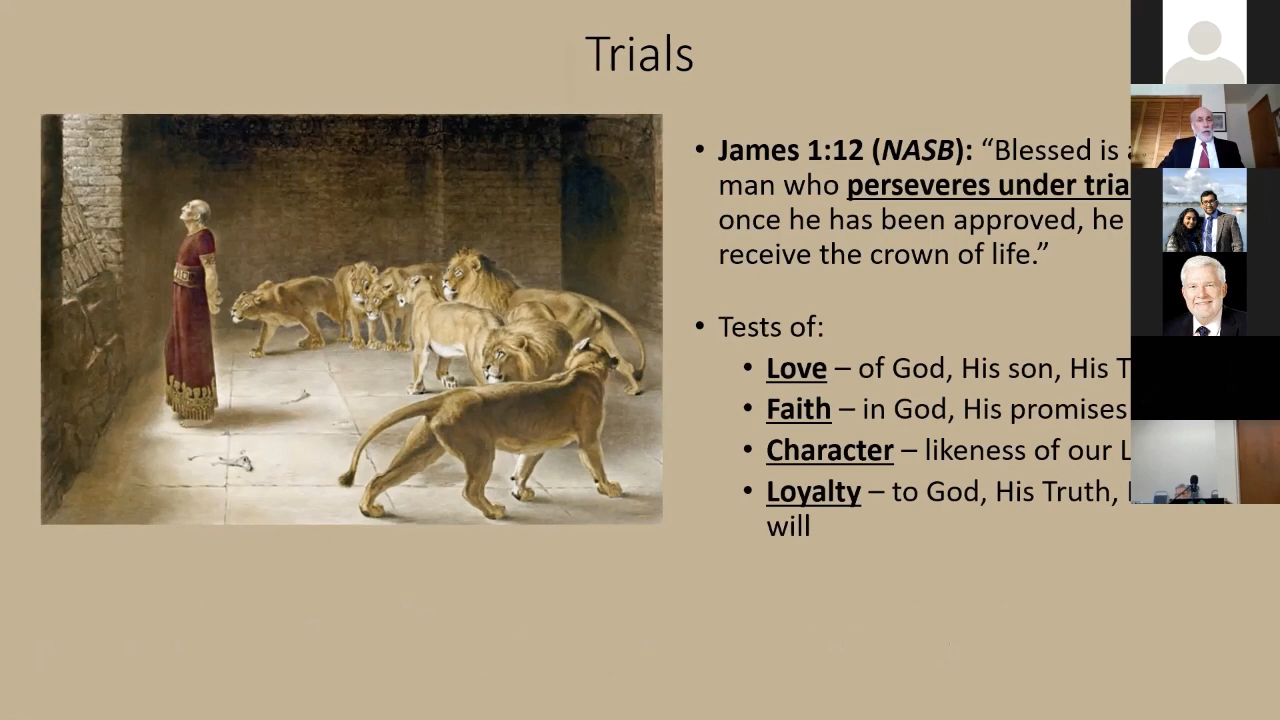 Trials
• James 1:12 (NASB): “Blessed is a
man who perseveres under tria
once he has been approved, he
receive the crown of life.”
• Tests of:
• Love – of God, His son, His T
• Faith – in God, His promises
• Character – likeness of our L
• Loyalty – to God, His Truth,
will